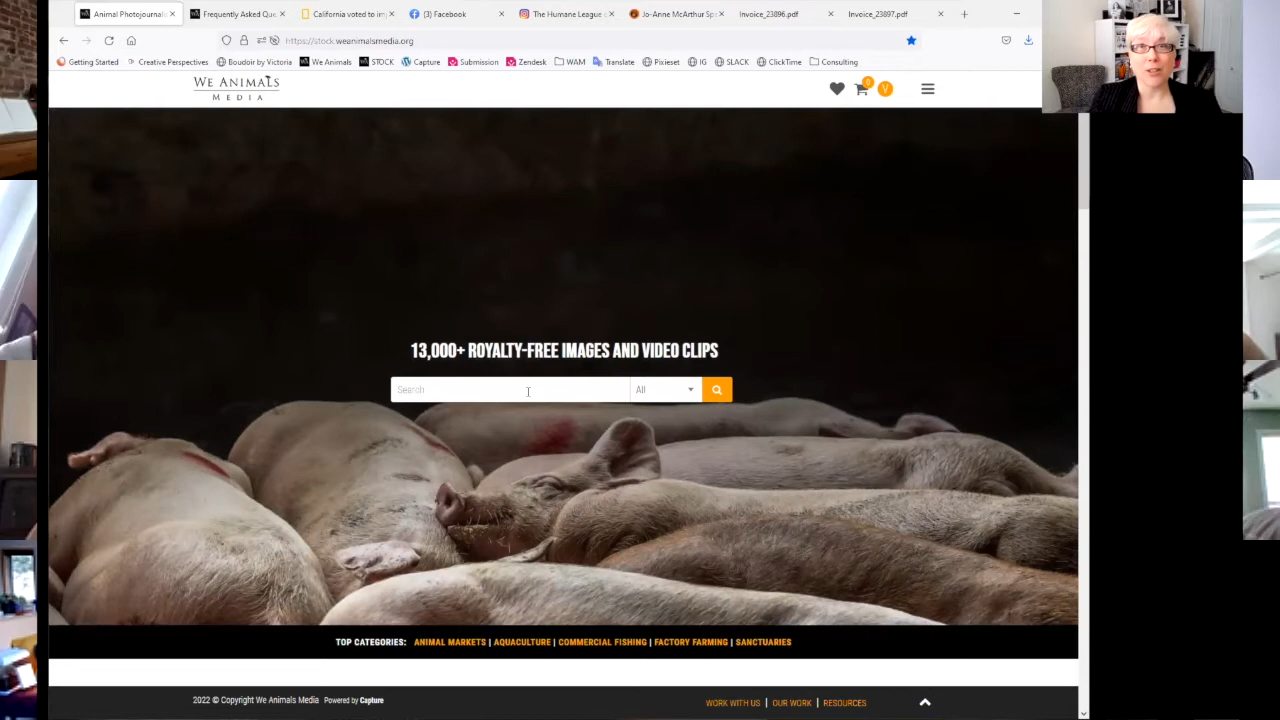 Animal Photojournali
Frequently Asked Que
California voted to im
(3) Facebook
The Humane League
Jo-Anne McArthur Sp
Invoice_23896.pdf
Invoice_23897.pdf
https://stock.weanimalsmedia.org
Getting Started
Creative Perspectives
Boudoir by Victoria
We Animals
STOCK
Capture
Submission
Zendesk
WAM
Translate
Pixieset
IG
SLACK
ClickTime
Consulting
WE ANIMALS
MEDIA
0
V
13,000+ ROYALTY-FREE IMAGES AND VIDEO CLIPS
Search
All
TOP CATEGORIES: ANIMAL MARKETS | AQUACULTURE | COMMERCIAL FISHING | FACTORY FARMING | SANCTUARIES
2022 © Copyright We Animals Media Powered by Capture
WORK WITH US | OUR WORK | RESOURCES